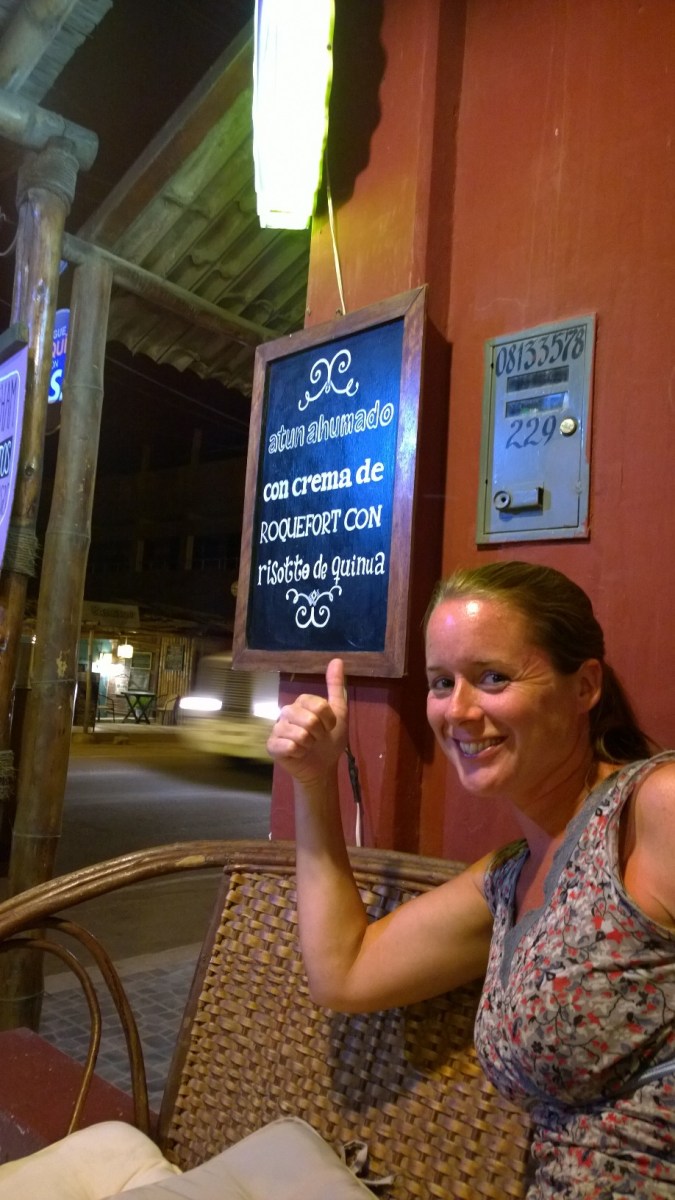 atun ahumado
con crema de
ROQUEFORT CON
risotto de quinua
08133578
229